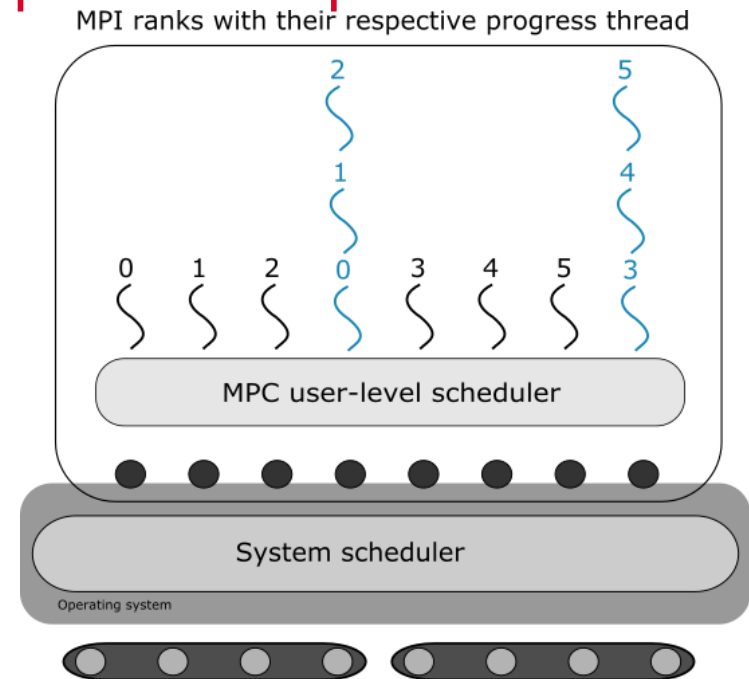 MPI ranks with their respective progress thread
2 5
1 4
0 1 2 0 3 4 5 3
MPC user-level scheduler
System scheduler
Operating system